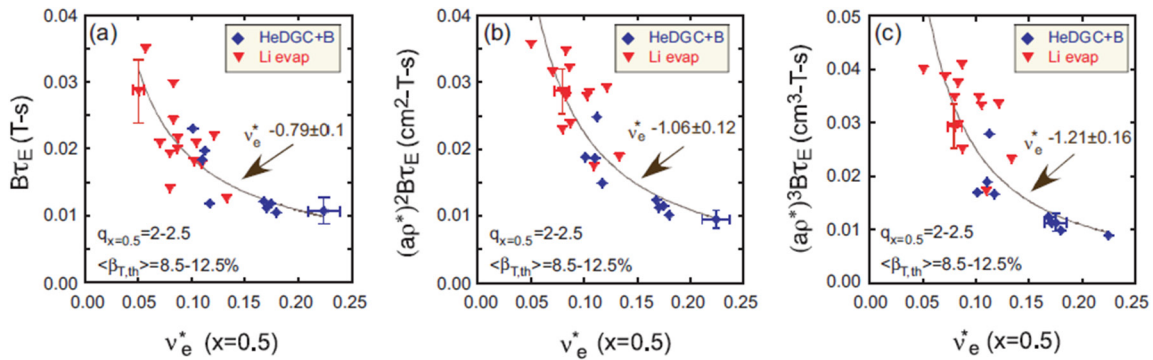 (a)
HeDGC+B
Li evap
ν*e -0.79±0.1
q x=0.5 =2-2.5
<β T,th >=8.5-12.5%
BτE (T-s)
0.04
0.03
0.02
0.01
0.00
0.00 0.05 0.10 0.15 0.20 0.25
ν*e (x=0.5)
(b)
HeDGC+B
Li evap
ν*e -1.06±0.12
q x=0.5 =2-2.5
<β T,th >=8.5-12.5%
(aρ*)²BτE (cm²-T-s)
0.04
0.03
0.02
0.01
0.00
0.00 0.05 0.10 0.15 0.20 0.25
ν*e (x=0.5)
(c)
HeDGC+B
Li evap
ν*e -1.21±0.16
q x=0.5 =2-2.5
<β T,th >=8.5-12.5%
(aρ*)³BτE (cm³-T-s)
0.05
0.04
0.03
0.02
0.01
0.00
0.00 0.05 0.10 0.15 0.20 0.25
ν*e (x=0.5)